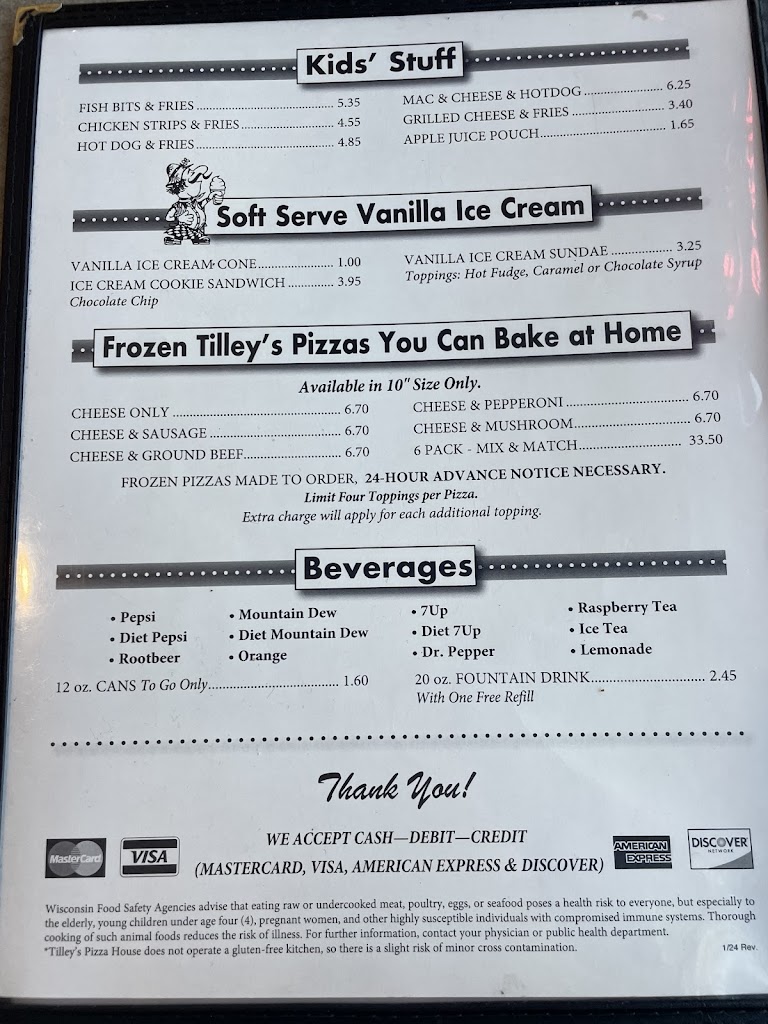 Kids' Stuff
FISH BITS & FRIES ... 5.35
CHICKEN STRIPS & FRIES ... 4.55
HOT DOG & FRIES ... 4.85
MAC & CHEESE & HOTDOG ... 6.25
GRILLED CHEESE & FRIES ... 3.40
APPLE JUICE POUCH ... 1.65
Soft Serve Vanilla Ice Cream
VANILLA ICE CREAM CONE ... 1.00
ICE CREAM COOKIE SANDWICH ... 3.95
Chocolate Chip
VANILLA ICE CREAM SUNDAE ... 3.25
Toppings: Hot Fudge, Caramel or Chocolate Syrup
Frozen Tilley's Pizzas You Can Bake at Home
Available in 10" Size Only.
CHEESE ONLY ... 6.70
CHEESE & SAUSAGE ... 6.70
CHEESE & GROUND BEEF ... 6.70
CHEESE & PEPPERONI ... 6.70
CHEESE & MUSHROOM ... 6.70
6 PACK - MIX & MATCH ... 33.50
FROZEN PIZZAS MADE TO ORDER, 24-HOUR ADVANCE NOTICE NECESSARY.
Limit Four Toppings per Pizza.
Extra charge will apply for each additional topping.
Beverages
• Pepsi
• Diet Pepsi
• Rootbeer
• Mountain Dew
• Diet Mountain Dew
• Orange
• 7Up
• Diet 7Up
• Dr. Pepper
• Raspberry Tea
• Ice Tea
• Lemonade
12 oz. CANS To Go Only ... 1.60
20 oz. FOUNTAIN DRINK ... 2.45
With One Free Refill
Thank You!
MasterCard
VISA
WE ACCEPT CASH—DEBIT—CREDIT
(MASTERCARD, VISA, AMERICAN EXPRESS & DISCOVER)
AMERICAN
EXPRESS
DISCOVER
NETWORK
Wisconsin Food Safety Agencies advise that eating raw or undercooked meat, poultry, eggs, or seafood poses a health risk to everyone, but especially to
the elderly, young children under age four (4), pregnant women, and other highly susceptible individuals with compromised immune systems. Thorough
cooking of such animal foods reduces the risk of illness. For further information, contact your physician or public health department.
*Tilley's Pizza House does not operate a gluten-free kitchen, so there is a slight risk of minor cross contamination.
1/24 Rev.